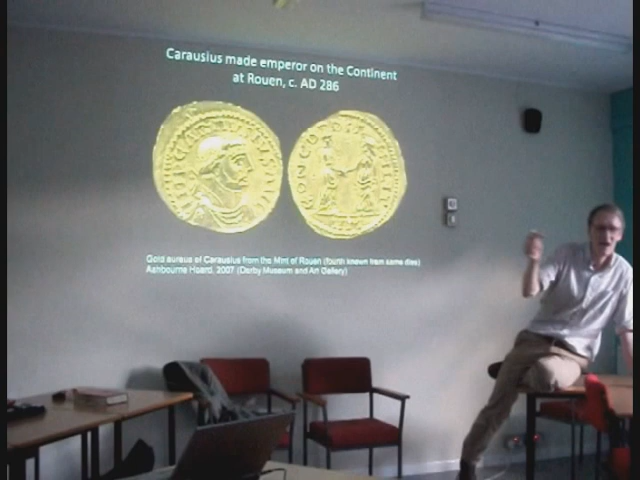 Carausius made emperor on the Continent
at Rouen, c. AD 286
Gold aureus of Carausius from the Mint of Rouen (fourth known from same dies)
Ashbourne Hoard, 2007 (Derby Museum and Art Gallery)